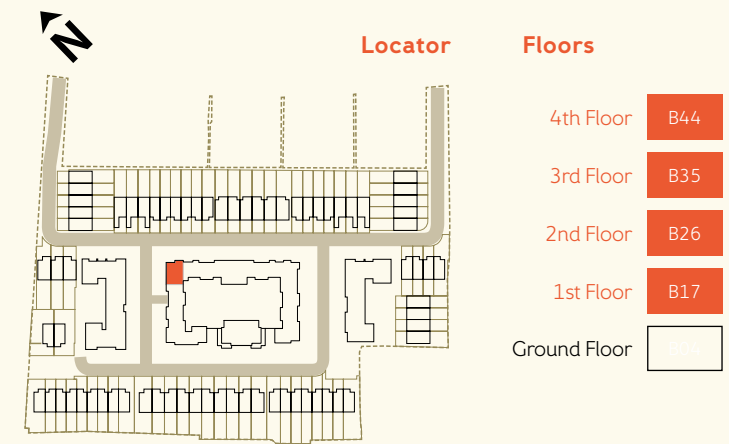 N
Locator
Floors
4th Floor B44
3rd Floor B35
2nd Floor B26
1st Floor B17
Ground Floor